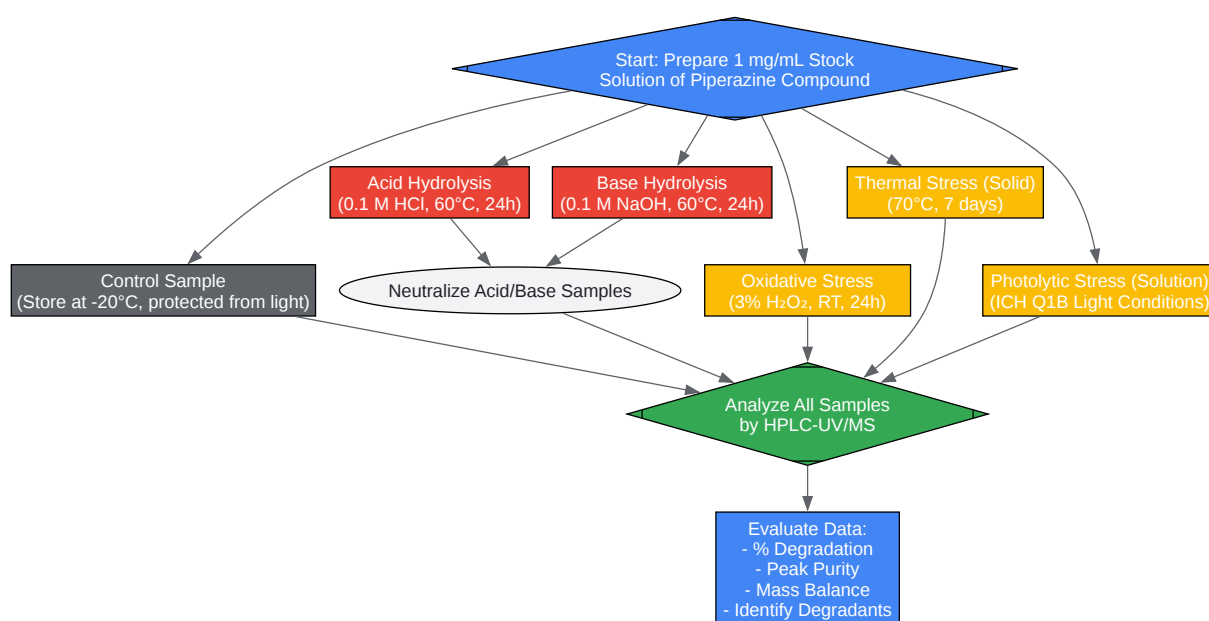 Start: Prepare 1 mg/mL Stock
Solution of Piperazine Compound
Acid Hydrolysis
(0.1 M HCl, 60°C, 24h)
Base Hydrolysis
(0.1 M NaOH, 60°C, 24h)
Thermal Stress (Solid)
(70°C, 7 days)
Control Sample
(Store at -20°C, protected from light)
Neutralize Acid/Base Samples
Oxidative Stress
(3% H₂O₂, RT, 24h)
Photolytic Stress (Solution)
(ICH Q1B Light Conditions)
Analyze All Samples
by HPLC-UV/MS
Evaluate Data:
- % Degradation
- Peak Purity
- Mass Balance
- Identify Degradants